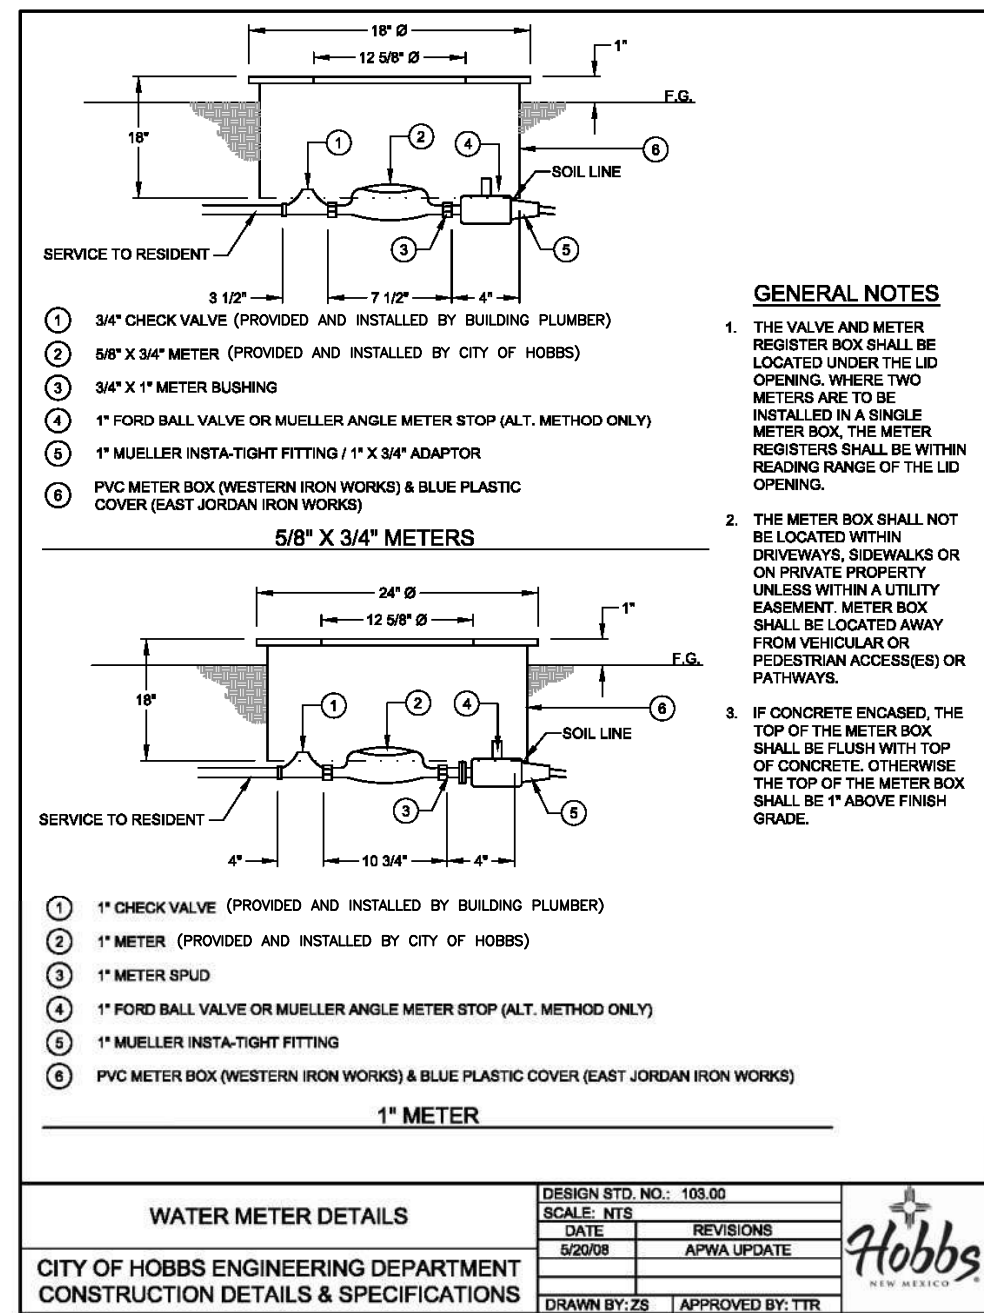 18" Ø
12 5/8" Ø
1"
F.G.
18"
1
2
4
6
SOIL LINE
SERVICE TO RESIDENT
3
5
3 1/2"
7 1/2"
4"
1 3/4" CHECK VALVE (PROVIDED AND INSTALLED BY BUILDING PLUMBER)
2 5/8" X 3/4" METER (PROVIDED AND INSTALLED BY CITY OF HOBBS)
3 3/4" X 1" METER BUSHING
4 1" FORD BALL VALVE OR MUELLER ANGLE METER STOP (ALT. METHOD ONLY)
5 1" MUELLER INSTA-TIGHT FITTING / 1" X 3/4" ADAPTOR
6 PVC METER BOX (WESTERN IRON WORKS) & BLUE PLASTIC
COVER (EAST JORDAN IRON WORKS)
5/8" X 3/4" METERS
24" Ø
12 5/8" Ø
1"
F.G.
18"
1
2
4
6
SOIL LINE
SERVICE TO RESIDENT
3
5
4"
10 3/4"
4"
1 1" CHECK VALVE (PROVIDED AND INSTALLED BY BUILDING PLUMBER)
2 1" METER (PROVIDED AND INSTALLED BY CITY OF HOBBS)
3 1" METER SPUD
4 1" FORD BALL VALVE OR MUELLER ANGLE METER STOP (ALT. METHOD ONLY)
5 1" MUELLER INSTA-TIGHT FITTING
6 PVC METER BOX (WESTERN IRON WORKS) & BLUE PLASTIC COVER (EAST JORDAN IRON WORKS)
1" METER
GENERAL NOTES
1. THE VALVE AND METER
REGISTER BOX SHALL BE
LOCATED UNDER THE LID
OPENING. WHERE TWO
METERS ARE TO BE
INSTALLED IN A SINGLE
METER BOX, THE METER
REGISTERS SHALL BE WITHIN
READING RANGE OF THE LID
OPENING.
2. THE METER BOX SHALL NOT
BE LOCATED WITHIN
DRIVEWAYS, SIDEWALKS OR
ON PRIVATE PROPERTY
UNLESS WITHIN A UTILITY
EASEMENT. METER BOX
SHALL BE LOCATED AWAY
FROM VEHICULAR OR
PEDESTRIAN ACCESS(ES) OR
PATHWAYS.
3. IF CONCRETE ENCASED, THE
TOP OF THE METER BOX
SHALL BE FLUSH WITH TOP
OF CONCRETE. OTHERWISE
THE TOP OF THE METER BOX
SHALL BE 1" ABOVE FINISH
GRADE.
WATER METER DETAILS
CITY OF HOBBS ENGINEERING DEPARTMENT
CONSTRUCTION DETAILS & SPECIFICATIONS
DESIGN STD. NO.: 103.00
SCALE: NTS
DATE REVISIONS
5/20/08 APWA UPDATE
DRAWN BY: ZS APPROVED BY: TTR
Hobbs
NEW MEXICO